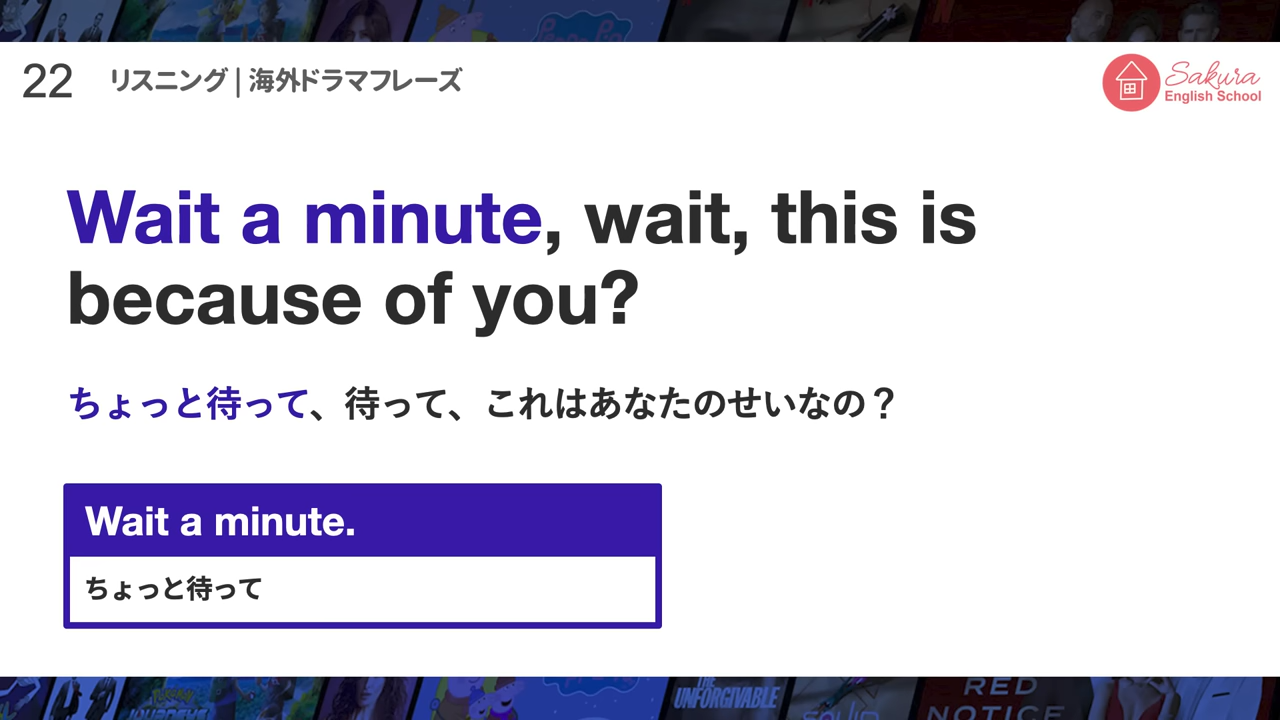 22 リスニング | 海外ドラマフレーズ
Sakura
English School
Wait a minute, wait, this is
because of you?
ちょっと待って、待って、これはあなたのせいなの？
Wait a minute.
ちょっと待って
POKÉMON
JOURNEYS
THE
UNFORGIVABLE
RED
NOTICE